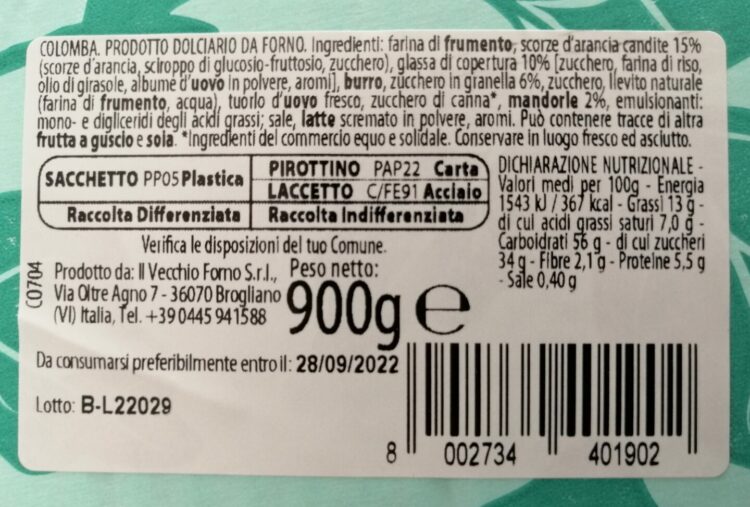 COLOMBA. PRODOTTO DOLCIARIO DA FORNO. Ingredienti: farina di frumento, scorze d'arancia candite 15%
(scorze d'arancia, sciroppo di glucosio-fruttosio, zucchero), glassa di copertura 10% [zucchero, farina di riso,
olio di girasole, albume d'uovo in polvere, aromi], burro, zucchero in granella 6%, zucchero, lievito naturale
(farina di frumento, acqua), tuorlo d'uovo fresco, zucchero di canna*, mandorle 2%, emulsionanti:
mono- e digliceridi degli acidi grassi; sale, latte scremato in polvere, aromi. Può contenere tracce di altra
frutta a guscio e soia. *Ingredienti del commercio equo e solidale. Conservare in luogo fresco ed asciutto.
SACCHETTO PP05 Plastica
Raccolta Differenziata
PIROTTINO PAP22 Carta
LACCETTO C/FE91 Acciaio
Raccolta Indifferenziata
Verifica le disposizioni del tuo Comune.
DICHIARAZIONE NUTRIZIONALE -
Valori medi per 100g - Energia
1543 kJ / 367 kcal - Grassi 13 g -
di cui acidi grassi saturi 7,0 g -
Carboidrati 56 g - di cui zuccheri
34 g - Fibre 2,1 g - Proteine 5,5 g
- Sale 0,40 g
C0704
Prodotto da: Il Vecchio Forno S.r.l.,
Via Oltre Agno 7 - 36070 Brogliano
(VI) Italia, Tel. +39 0445 941588
Peso netto:
900g e
Da consumarsi preferibilmente entro il: 28/09/2022
Lotto: B-L22029
8 002734 401902